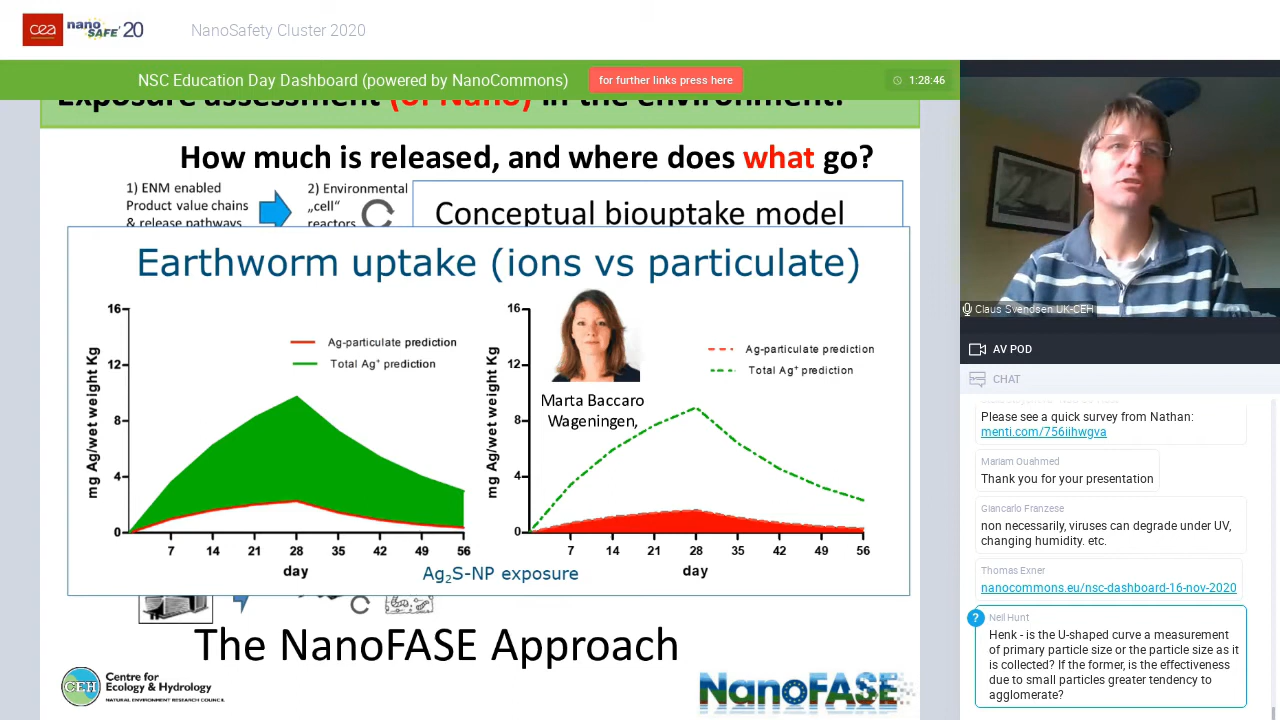 cea nano SAFE'20
NanoSafety Cluster 2020
NSC Education Day Dashboard (powered by NanoCommons)
for further links press here
1:28:46
Exposure assessment (of Nano) in the environment:
How much is released, and where does what go?
1) ENM enabled
Product value chains
& release pathways
2) Environmental
„cell“
reactors
Conceptual biouptake model
Earthworm uptake (ions vs particulate)
mg Ag/wet weight Kg
16
12
8
4
0
Ag-particulate prediction
Total Ag⁺ prediction
7 14 21 28 35 42 49 56
day
mg Ag/wet weight Kg
16
12
8
4
0
Marta Baccaro
Wageningen,
Ag-particulate prediction
Total Ag⁺ prediction
7 14 21 28 35 42 49 56
day
Ag₂S-NP exposure
The NanoFASE Approach
CEH
Centre for
Ecology & Hydrology
NATURAL ENVIRONMENT RESEARCH COUNCIL
NanoFASE
Claus Svendsen UK-CEH
AV POD
CHAT
Please see a quick survey from Nathan:
menti.com/756iihwgva
Mariam Ouahmed
Thank you for your presentation
Giancarlo Franzese
non necessarily, viruses can degrade under UV,
changing humidity. etc.
Thomas Exner
nanocommons.eu/nsc-dashboard-16-nov-2020
?
Neil Hunt
Henk - is the U-shaped curve a measurement
of primary particle size or the particle size as it
is collected? If the former, is the effectiveness
due to small particles greater tendency to
agglomerate?